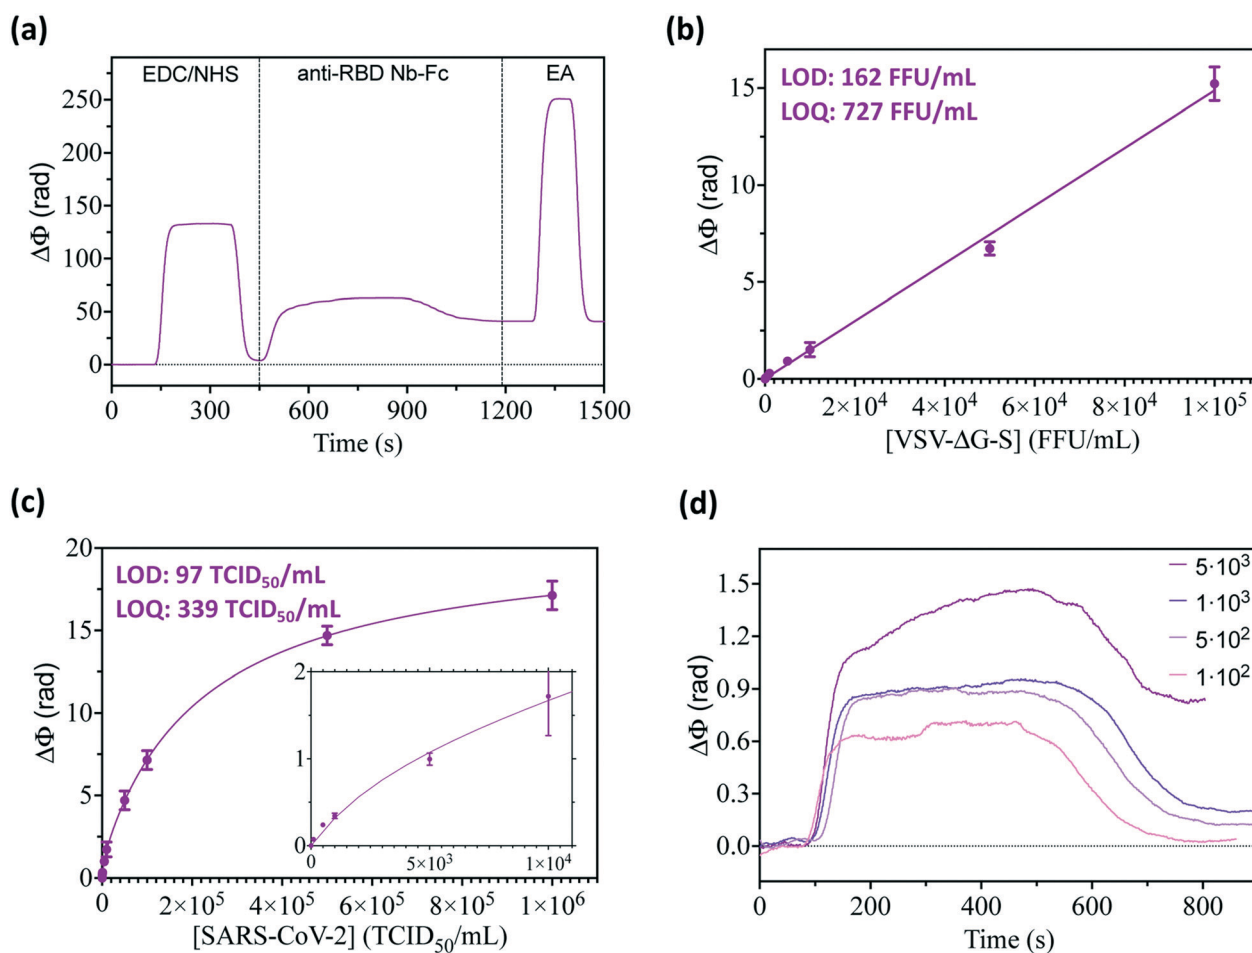 (a)
EDC/NHS
anti-RBD Nb-Fc
EA
250
200
150
100
50
0
ΔΦ (rad)
0 300 600 900 1200 1500
Time (s)
(b)
LOD: 162 FFU/mL
LOQ: 727 FFU/mL
15
10
5
0
ΔΦ (rad)
0 2×10⁴ 4×10⁴ 6×10⁴ 8×10⁴ 1×10⁵
[VSV-ΔG-S] (FFU/mL)
(c)
LOD: 97 TCID₅₀/mL
LOQ: 339 TCID₅₀/mL
20
15
10
5
0
ΔΦ (rad)
2
1
0
0 5×10³ 1×10⁴
0 2×10⁵ 4×10⁵ 6×10⁵ 8×10⁵ 1×10⁶
[SARS-CoV-2] (TCID₅₀/mL)
(d)
5·10³
1·10³
5·10²
1·10²
1.5
1.2
0.9
0.6
0.3
0.0
ΔΦ (rad)
0 200 400 600 800
Time (s)